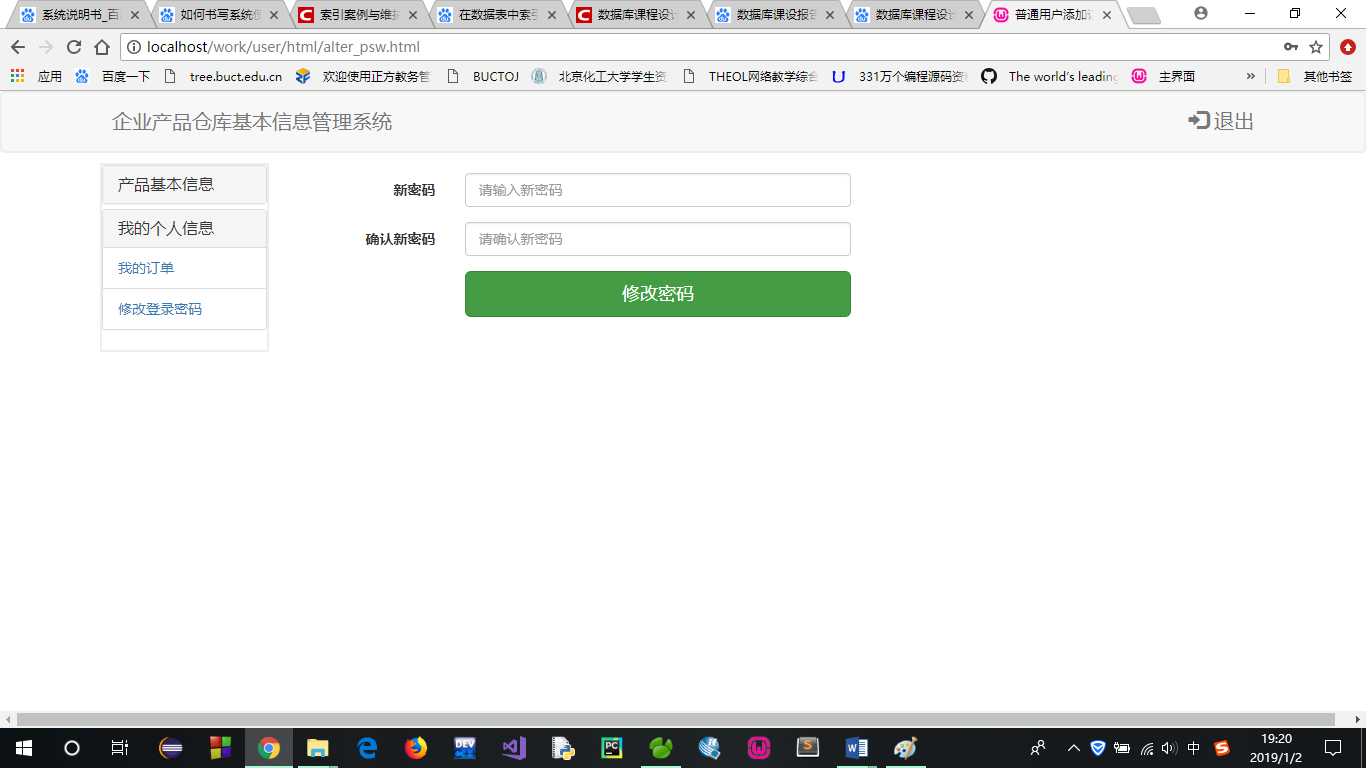 系统说明书_百 如何书写系统使 索引案例与维 在数据表中索引 数据库课程设计 数据库课设报告 数据库课程设计 普通用户添加
localhost/work/user/html/alter_psw.html
应用 百度一下 tree.buct.edu.cn 欢迎使用正方教务管 BUCTOJ 北京化工大学学生资 THEOL网络教学综合 331万个编程源码资 The world's leading 主界面 » 其他书签
企业产品仓库基本信息管理系统 退出
产品基本信息
我的个人信息
我的订单
修改登录密码
新密码 请输入新密码
确认新密码 请确认新密码
修改密码
DEV
PC
S
W
中
19:20
2019/1/2